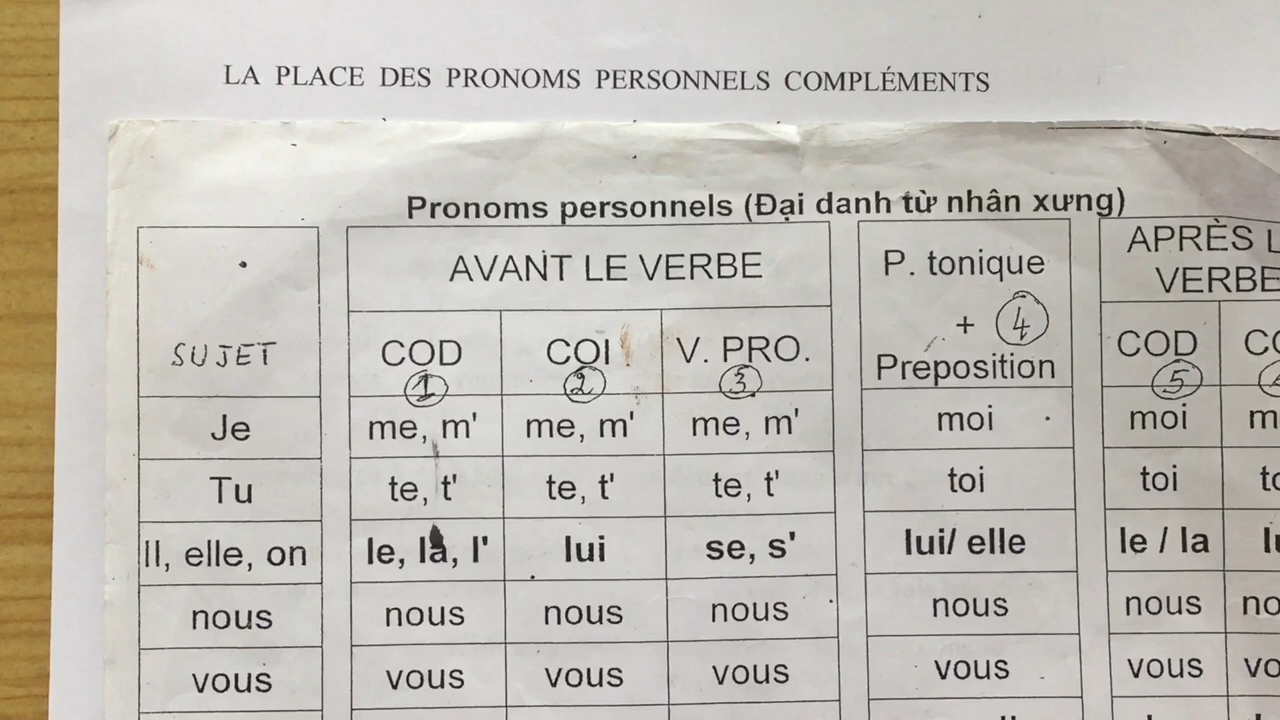 LA PLACE DES PRONOMS PERSONNELS COMPLÉMENTS
Pronoms personnels (Đại danh từ nhân xưng)
AVANT LE VERBE
P. tonique + 4 Preposition
APRÈS
VERBE
SUJET COD 1 COI 2 V. PRO. 3 COD 5
Je me, m' me, m' me, m' moi moi
Tu te, t' te, t' te, t' toi toi
Il, elle, on le, la, l' lui se, s' lui/ elle le / la
nous nous nous nous nous nous
vous vous vous vous vous vous